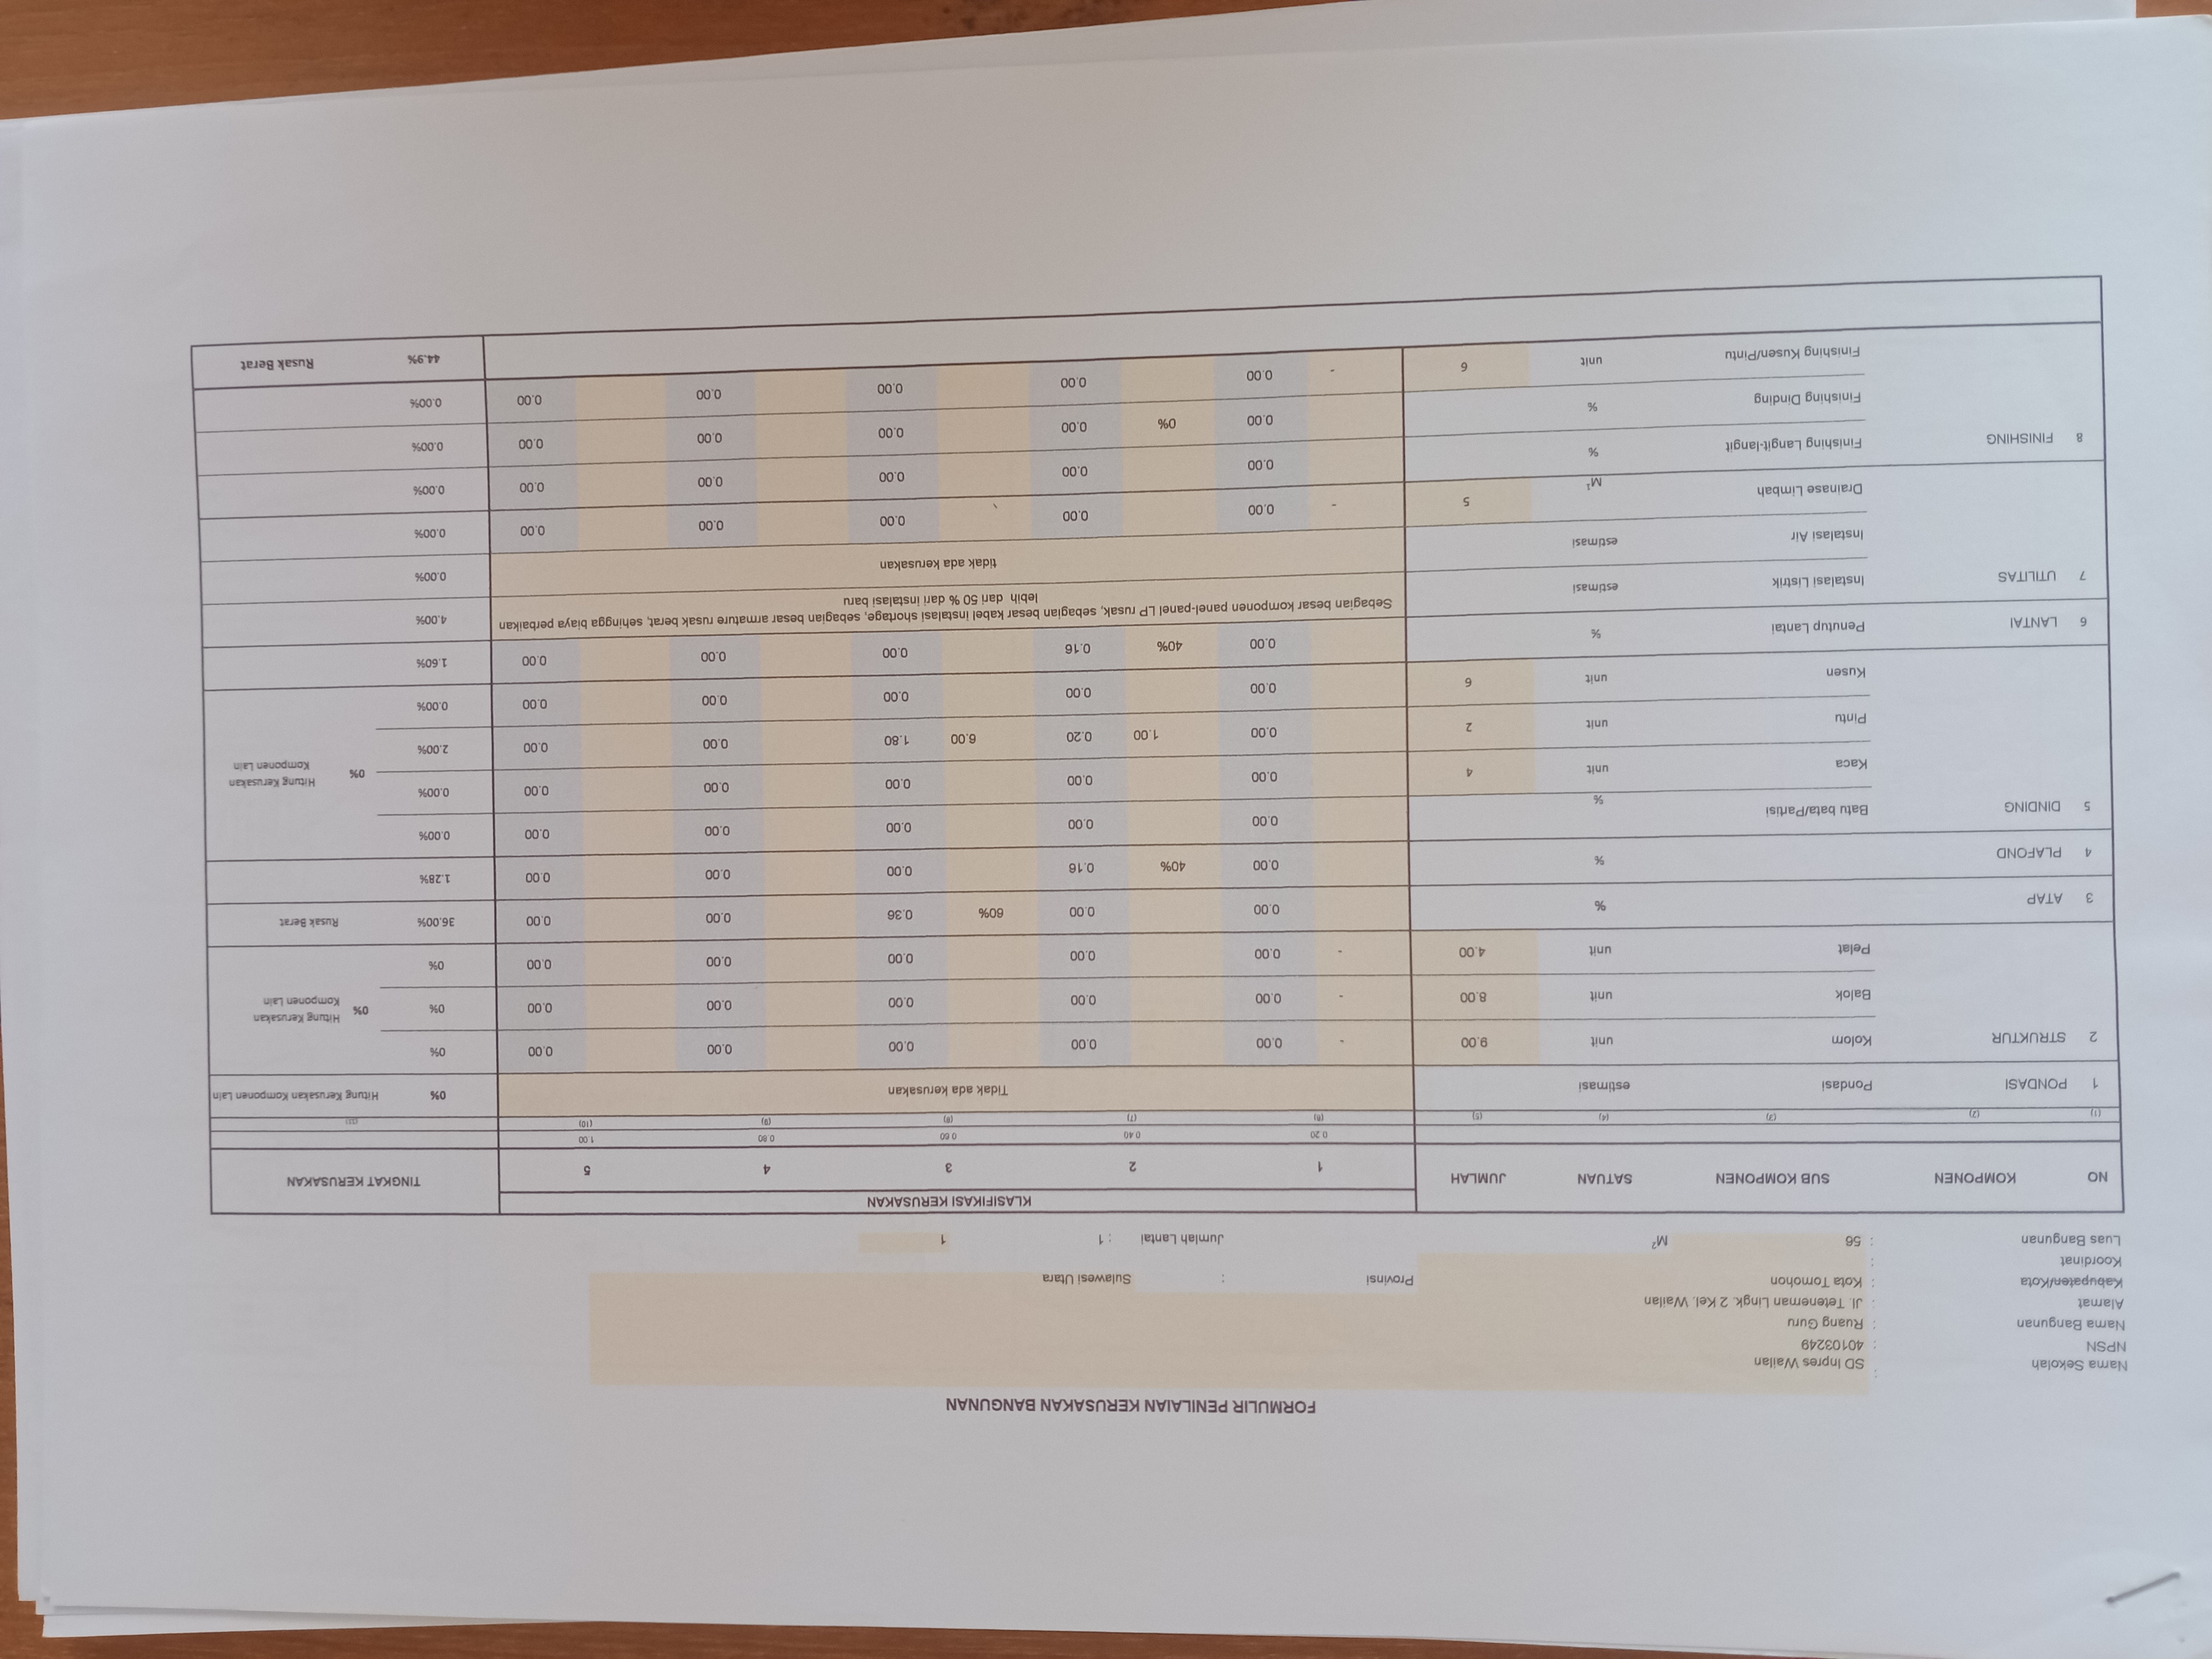 FORMULIR PENILAIAN KERUSAKAN BANGUNAN
Nama Sekolah : SD Inpres Wailan
NPSN : 40103249
Nama Bangunan : Ruang Guru
Alamat : Jl. Teteneman Lingk. 2 Kel. Wailan
Kabupaten/Kota : Kota Tomohon Provinsi : Sulawesi Utara
Koordinat :
Luas Bangunan : 56 M² Jumlah Lantai : 1 1
NO KOMPONEN SUB KOMPONEN SATUAN JUMLAH KLASIFIKASI KERUSAKAN TINGKAT KERUSAKAN
1 2 3 4 5
0.20 0.40 0.60 0.80 1.00
(1) (2) (3) (4) (5) (6) (7) (8) (9) (10) (11)
1 PONDASI Pondasi estimasi Tidak ada kerusakan 0% Hitung Kerusakan Komponen Lain
2 STRUKTUR Kolom unit 9.00 - 0.00 0.00 0.00 0.00 0.00 0%
Balok unit 8.00 - 0.00 0.00 0.00 0.00 0.00 0% 0% Hitung Kerusakan Komponen Lain
Pelat unit 4.00 - 0.00 0.00 0.00 0.00 0.00 0%
3 ATAP % 0.00 0.00 60% 0.36 0.00 0.00 36.00% Rusak Berat
4 PLAFOND % 0.00 40% 0.16 0.00 0.00 0.00 1.28%
5 DINDING Batu bata/Partisi % 0.00 0.00 0.00 0.00 0.00 0.00%
Kaca unit 4 0.00 0.00 0.00 0.00 0.00 0.00% 0% Hitung Kerusakan Komponen Lain
Pintu unit 2 0.00 1.00 0.20 6.00 1.80 0.00 0.00 2.00%
Kusen unit 6 0.00 0.00 0.00 0.00 0.00 0.00%
6 LANTAI Penutup Lantai % 0.00 40% 0.16 0.00 0.00 0.00 1.60%
7 UTILITAS Instalasi Listrik estimasi Sebagian besar komponen panel-panel LP rusak, sebagian besar kabel instalasi shortage, sebagian besar armature rusak berat, sehingga biaya perbaikan
lebih dari 50 % dari instalasi baru 4.00%
Instalasi Air estimasi tidak ada kerusakan 0.00%
Drainase Limbah M¹ 5 - 0.00 0.00 0.00 0.00 0.00 0.00%
8 FINISHING Finishing Langit-langit % 0.00 0.00 0.00 0.00 0.00 0.00%
Finishing Dinding % 0.00 0% 0.00 0.00 0.00 0.00 0.00%
Finishing Kusen/Pintu unit 6 - 0.00 0.00 0.00 0.00 0.00 0.00%
44.9% Rusak Berat